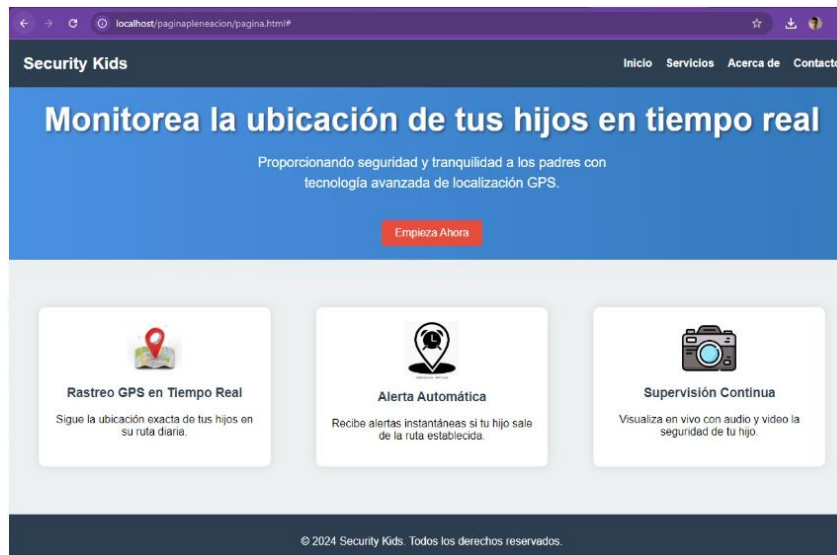 localhost/paginapleneacion/pagina.html#
Security Kids
Inicio Servicios Acerca de Contacto
Monitorea la ubicación de tus hijos en tiempo real
Proporcionando seguridad y tranquilidad a los padres con
tecnología avanzada de localización GPS.
Empieza Ahora
Rastreo GPS en Tiempo Real
Sigue la ubicación exacta de tus hijos en
su ruta diaria.
Alerta Automática
Recibe alertas instantáneas si tu hijo sale
de la ruta establecida.
Supervisión Continua
Visualiza en vivo con audio y video la
seguridad de tu hijo.
© 2024 Security Kids. Todos los derechos reservados.